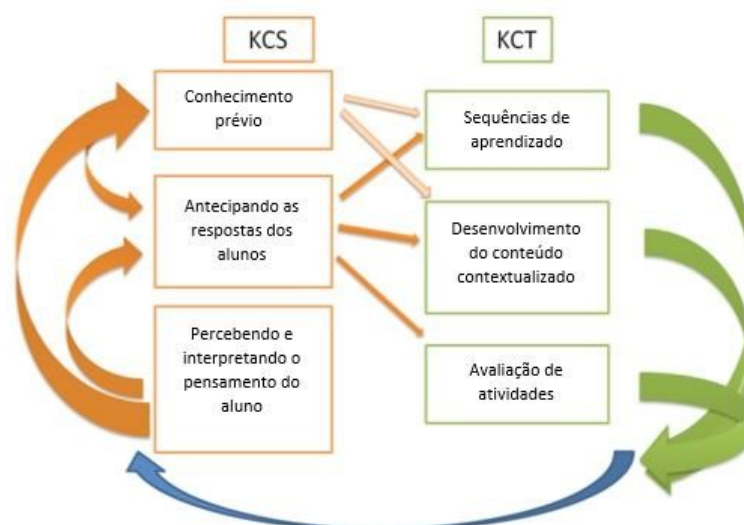 KCS
KCT
Conhecimento
prévio
Antecipando as
respostas dos
alunos
Percebendo e
interpretando o
pensamento do
aluno
Sequências de
aprendizado
Desenvolvimento
do conteúdo
contextualizado
Avaliação de
atividades